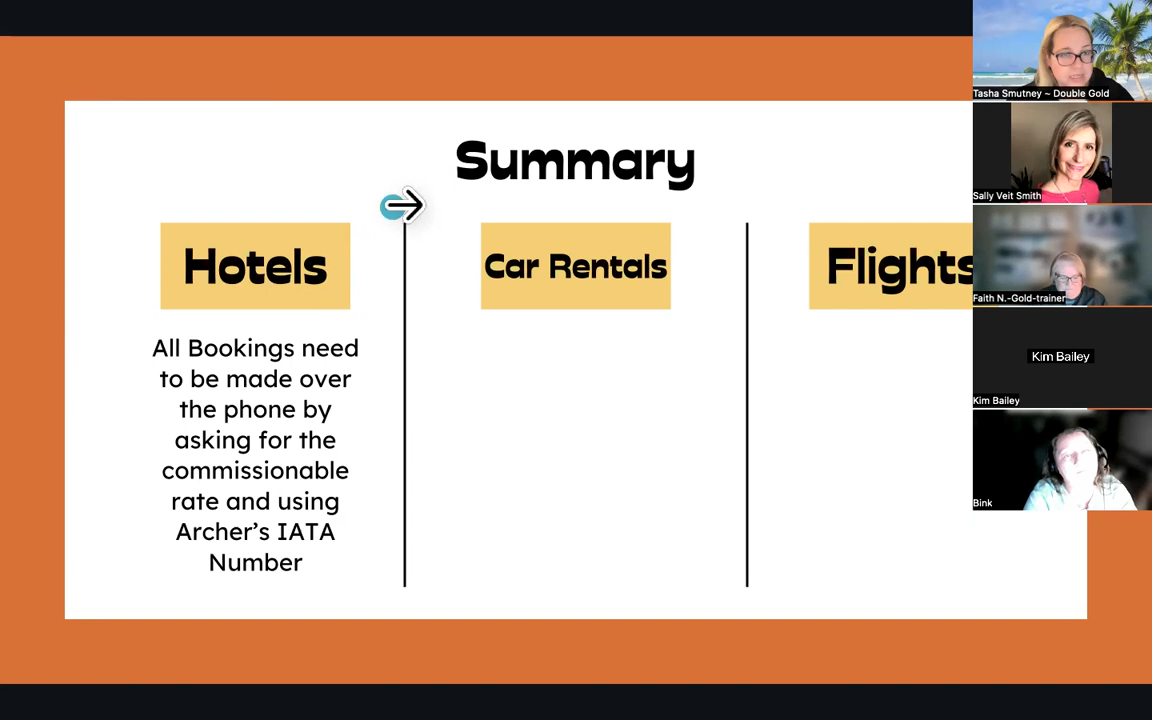 Summary
Hotels
Car Rentals
Flights
All Bookings need
to be made over
the phone by
asking for the
commissionable
rate and using
Archer’s IATA
Number
Tasha Smutney ~ Double Gold
Sally Veit Smith
Faith N.-Gold-trainer
Kim Bailey
Kim Bailey
Bink